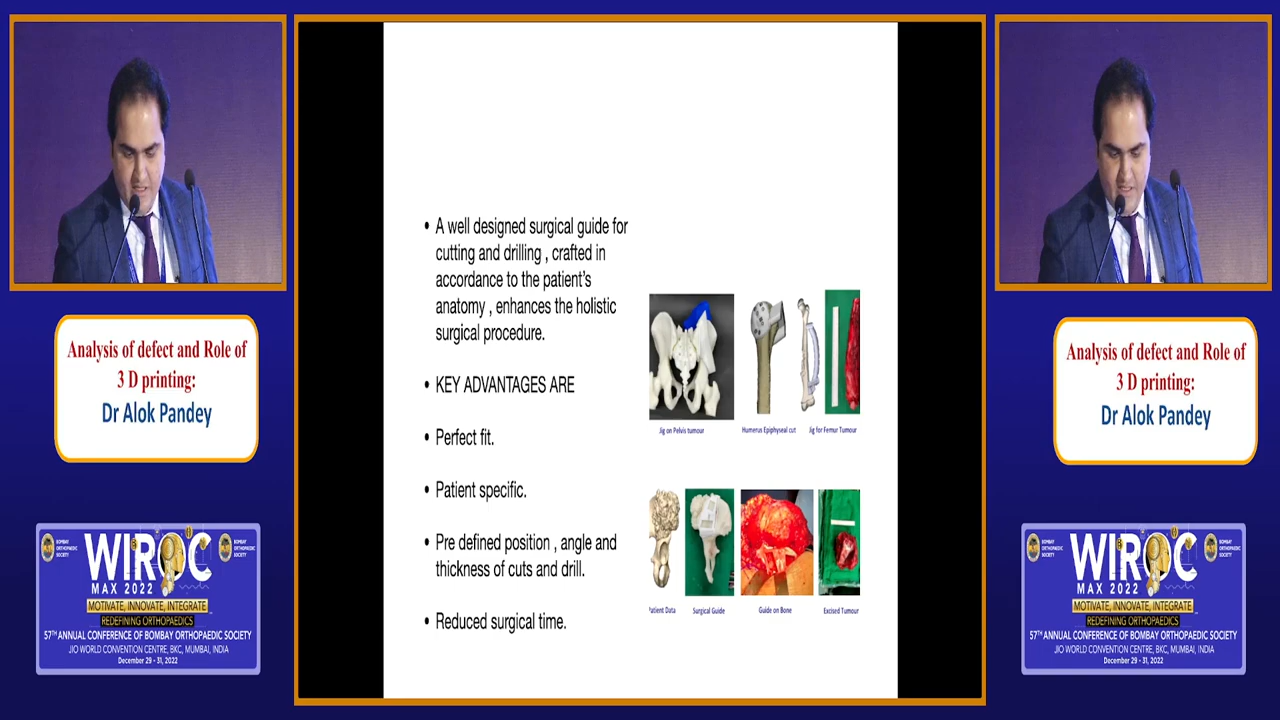 Analysis of defect and Role of
3 D printing:
Dr Alok Pandey
BOMBAY
ORTHOPAEDIC
SOCIETY
WIROC
MAX 2022
MOTIVATE, INNOVATE, INTEGRATE
REDEFINING ORTHOPAEDICS
57TH ANNUAL CONFERENCE OF BOMBAY ORTHOPAEDIC SOCIETY
JIO WORLD CONVENTION CENTRE, BKC, MUMBAI, INDIA
December 29 - 31, 2022
• A well designed surgical guide for
cutting and drilling , crafted in
accordance to the patient's
anatomy , enhances the holistic
surgical procedure.
• KEY ADVANTAGES ARE
• Perfect fit.
• Patient specific.
• Pre defined position , angle and
thickness of cuts and drill.
• Reduced surgical time.
Jig on Pelvis tumour
Humerus Epiphyseal cut
Jig for Femur Tumour
Patient Data
Surgical Guide
Guide on Bone
Excised Tumour
Analysis of defect and Role of
3 D printing:
Dr Alok Pandey
BOMBAY
ORTHOPAEDIC
SOCIETY
WIROC
MAX 2022
MOTIVATE, INNOVATE, INTEGRATE
REDEFINING ORTHOPAEDICS
57TH ANNUAL CONFERENCE OF BOMBAY ORTHOPAEDIC SOCIETY
JIO WORLD CONVENTION CENTRE, BKC, MUMBAI, INDIA
December 29 - 31, 2022